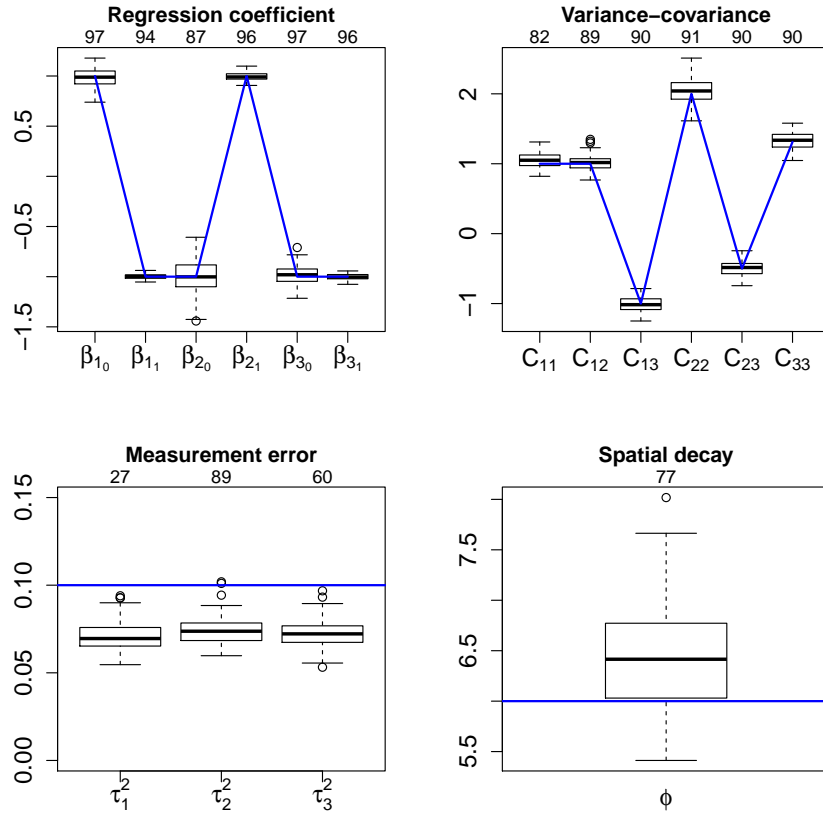 Regression coefficient
97 94 87 96 97 96
0.5
−0.5
−1.5
β₁₀ β₁₁ β₂₀ β₂₁ β₃₀ β₃₁
Variance−covariance
82 89 90 91 90 90
2
1
0
−1
C₁₁ C₁₂ C₁₃ C₂₂ C₂₃ C₃₃
Measurement error
27 89 60
0.15
0.10
0.05
0.00
τ₁² τ₂² τ₃²
Spatial decay
77
7.5
6.5
5.5
ϕ